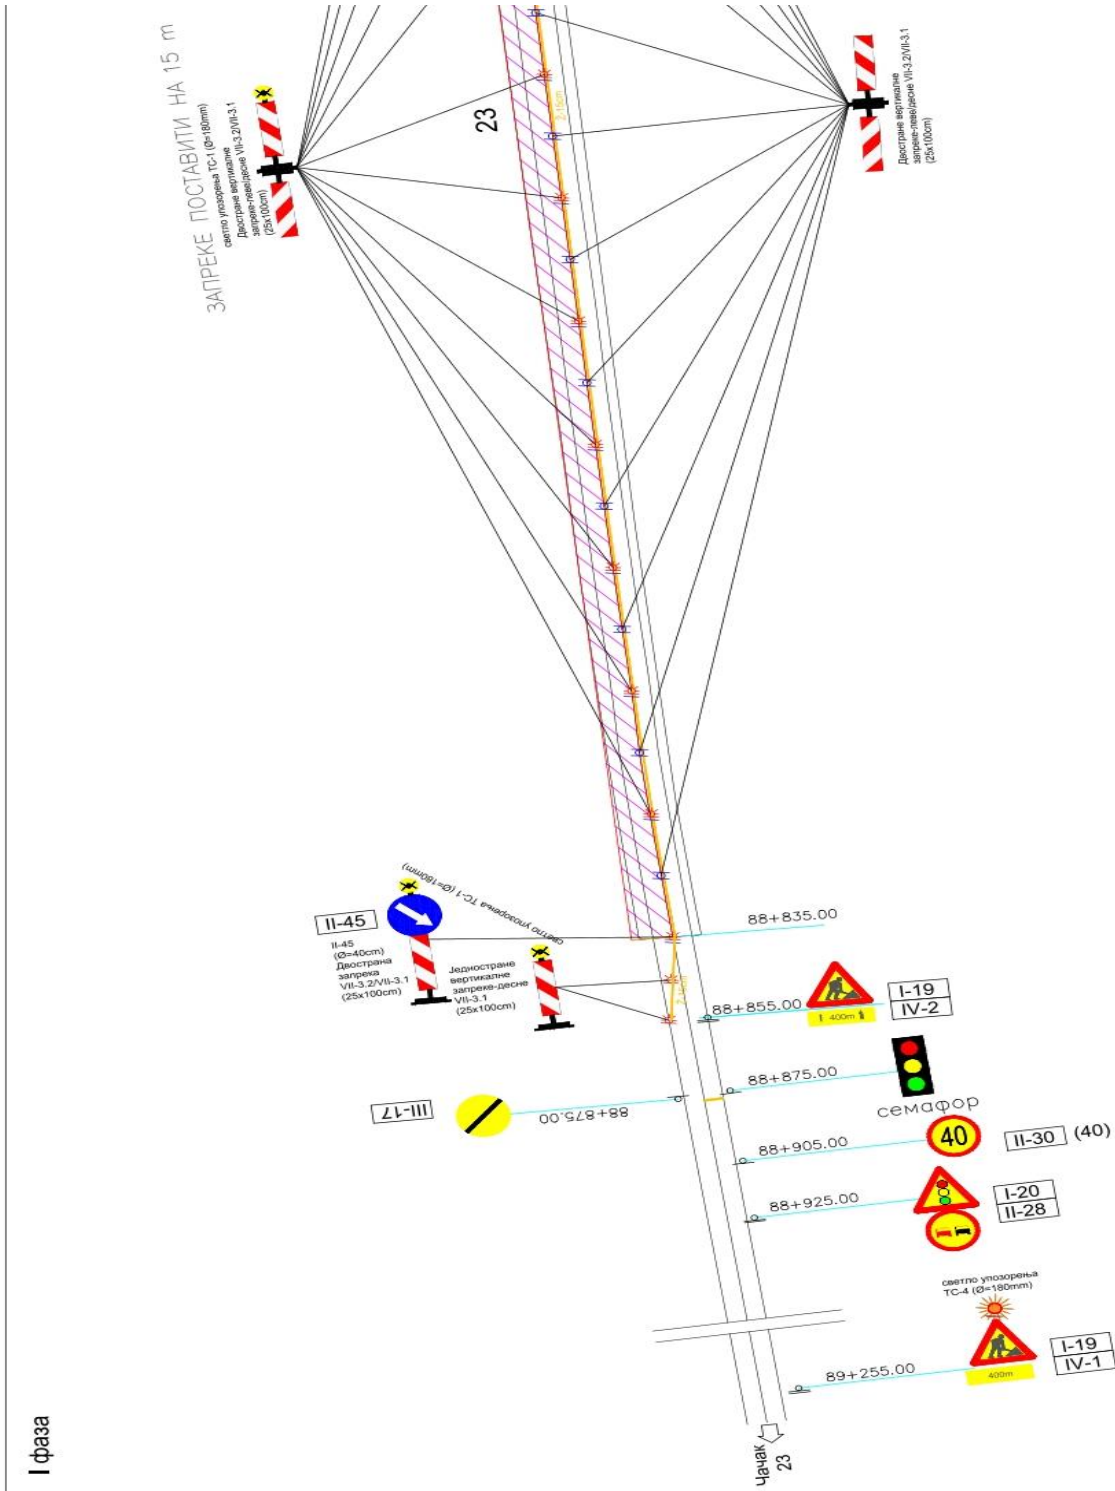 ЗАПРЕКЕ ПОСТАВИТИ НА 15 m
светло упозорења ТС-1 (Ø=180mm)
Двостране вертикалне
запреке-леве/десне VII-3.2/VII-3.1
(25x100cm)
23
2-15cm
Двостране вертикалне
запреке-леве/десне VII-3.2/VII-3.1
(25x100cm)
II-45
II-45
(Ø=40cm)
Двострана
запрека
VII-3.2/VII-3.1
(25x100cm)
светло упозорења ТС-1 (Ø=180mm)
Једностране
вертикалне
запреке-десне
VII-3.1
(25x100cm)
88+835.00
88+855.00
400m
I-19
IV-2
88+875.00
семафор
III-17
88+875.00
88+905.00
40
II-30 (40)
88+925.00
I-20
II-28
светло упозорења
ТС-4 (Ø=180mm)
89+255.00
400m
I-19
IV-1
Чачак
23
I фаза